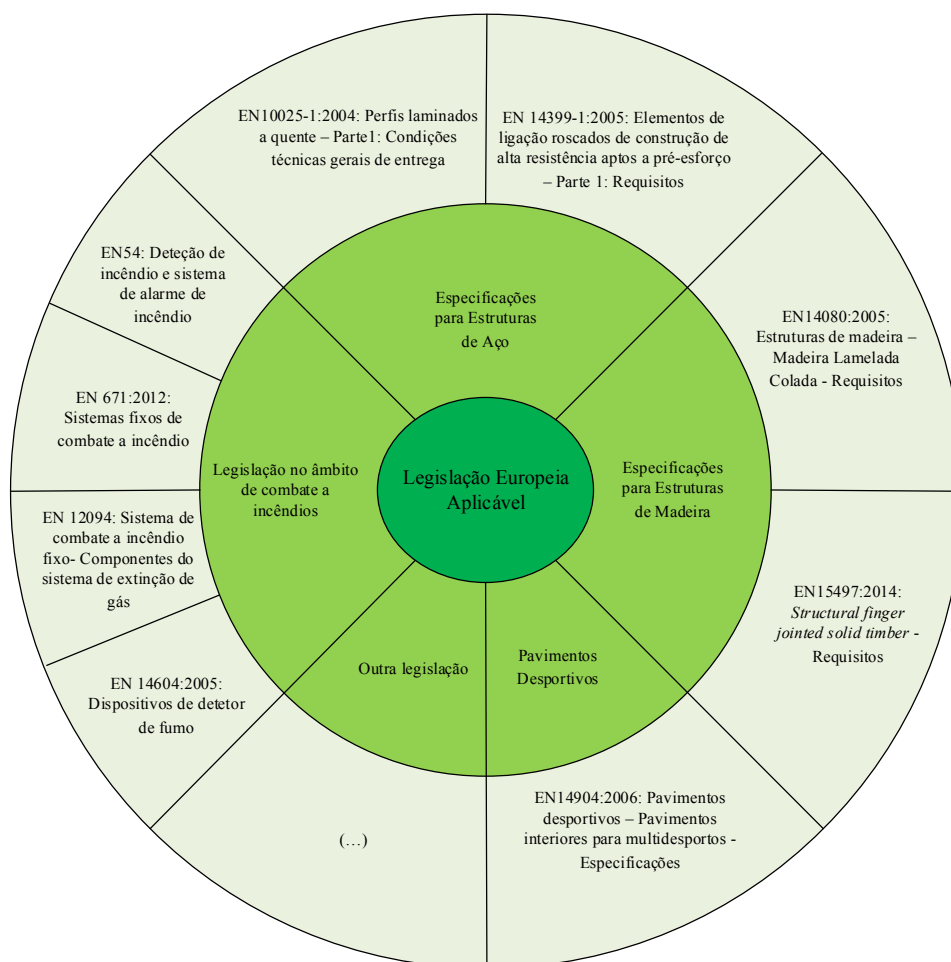 EN10025-1:2004: Perfis laminados
a quente – Parte1: Condições
técnicas gerais de entrega
EN 14399-1:2005: Elementos de
ligação roscados de construção de
alta resistência aptos a pré-esforço
– Parte 1: Requisitos
EN54: Deteção de
incêndio e sistema
de alarme de
incêndio
Especificações
para Estruturas
de Aço
EN14080:2005:
Estruturas de madeira –
Madeira Lamelada
Colada - Requisitos
EN 671:2012:
Sistemas fixos de
combate a incêndio
Legislação no âmbito
de combate a
incêndios
Legislação Europeia
Aplicável
Especificações
para Estruturas
de Madeira
EN 12094: Sistema de
combate a incêndio
fixo- Componentes do
sistema de extinção de
gás
EN15497:2014:
Structural finger
jointed solid timber -
Requisitos
Outra legislação
Pavimentos
Desportivos
EN 14604:2005:
Dispositivos de detetor
de fumo
(…)
EN14904:2006: Pavimentos
desportivos – Pavimentos
interiores para multidesportos -
Especificações